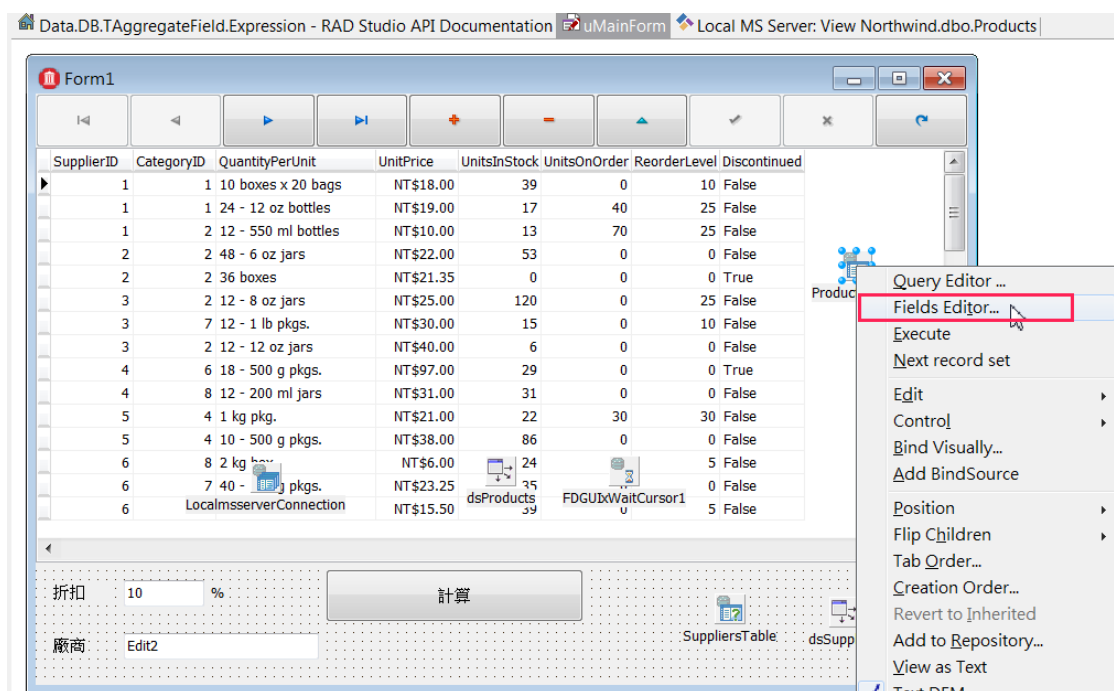 Data.DB.TAggregateField.Expression - RAD Studio API Documentation uMainForm Local MS Server: View Northwind.dbo.Products
Form1
SupplierID CategoryID QuantityPerUnit UnitPrice UnitsInStock UnitsOnOrder ReorderLevel Discontinued
1 1 10 boxes x 20 bags NT$18.00 39 0 10 False
1 1 24 - 12 oz bottles NT$19.00 17 40 25 False
1 2 12 - 550 ml bottles NT$10.00 13 70 25 False
2 2 48 - 6 oz jars NT$22.00 53 0 0 False
2 2 36 boxes NT$21.35 0 0 0 True
3 2 12 - 8 oz jars NT$25.00 120 0 25 False
3 7 12 - 1 lb pkgs. NT$30.00 15 0 10 False
3 2 12 - 12 oz jars NT$40.00 6 0 0 False
4 6 18 - 500 g pkgs. NT$97.00 29 0 0 True
4 8 12 - 200 ml jars NT$31.00 31 0 0 False
5 4 1 kg pkg. NT$21.00 22 30 30 False
5 4 10 - 500 g pkgs. NT$38.00 86 0 0 False
6 8 2 kg NT$6.00 24 5 False
6 7 40 - pkgs. NT$23.25 35 0 False
6 NT$15.50 39 0 5 False
LocalmsserverConnection
dsProducts
FDGUIxWaitCursor1
Produc
Query Editor ...
Fields Editor...
Execute
Next record set
Edit
Control
Bind Visually...
Add BindSource
Position
Flip Children
Tab Order...
Creation Order...
Revert to Inherited
Add to Repository...
View as Text
Text DFM
折扣 10 %
計算
廠商 Edit2
SuppliersTable
dsSupp